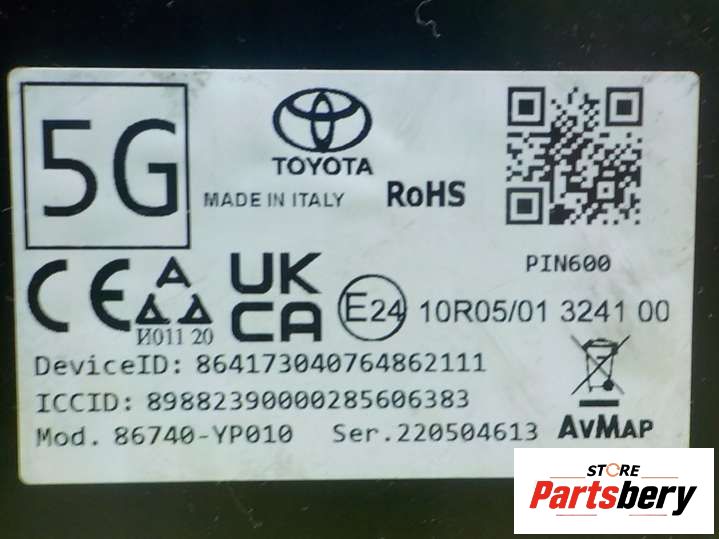 5G
TOYOTA
MADE IN ITALY
RoHS
PIN600
CE
A
И011 20
UK
CA
E24
10R05/01 3241 00
DeviceID: 864173040764862111
ICCID: 89882390000285606383
Mod. 86740-YP010 Ser.220504613
AVMAP
STORE
Partsbery